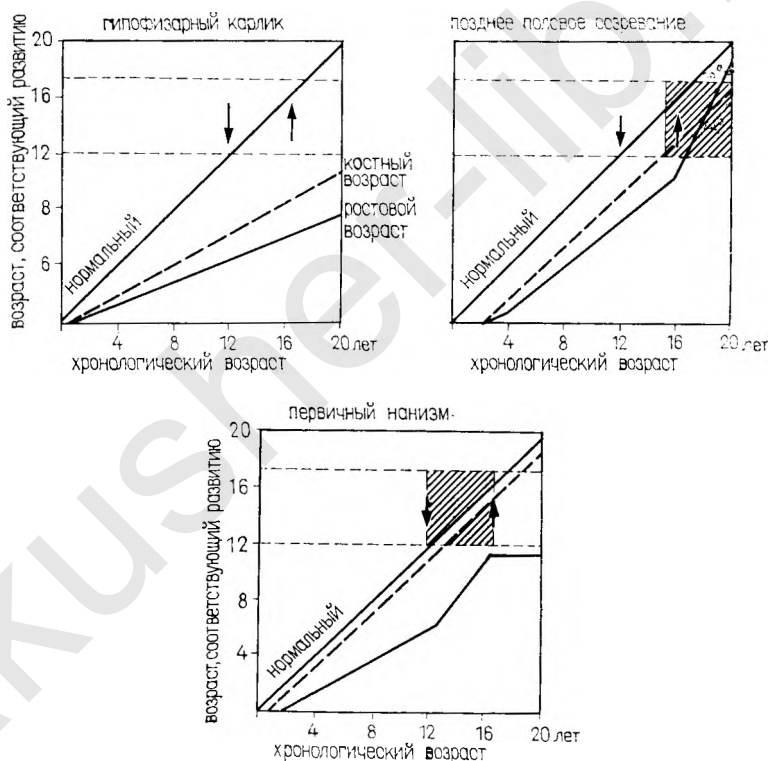 гипофизарный карлик
20
16
12
8
6
возраст, соответствующий развитию
нормальный
костный
возраст
ростовой
возраст
4 8 12 16 20 лет
хронологический возраст
позднее половое созревание
нормальный
4 8 12 16 20 лет
хронологический возраст
первичный нанизм
20
16
12
8
4
возраст, соответствующий развитию
нормальный
4 8 12 16 20 лет
хронологический возраст
akusher-lib.